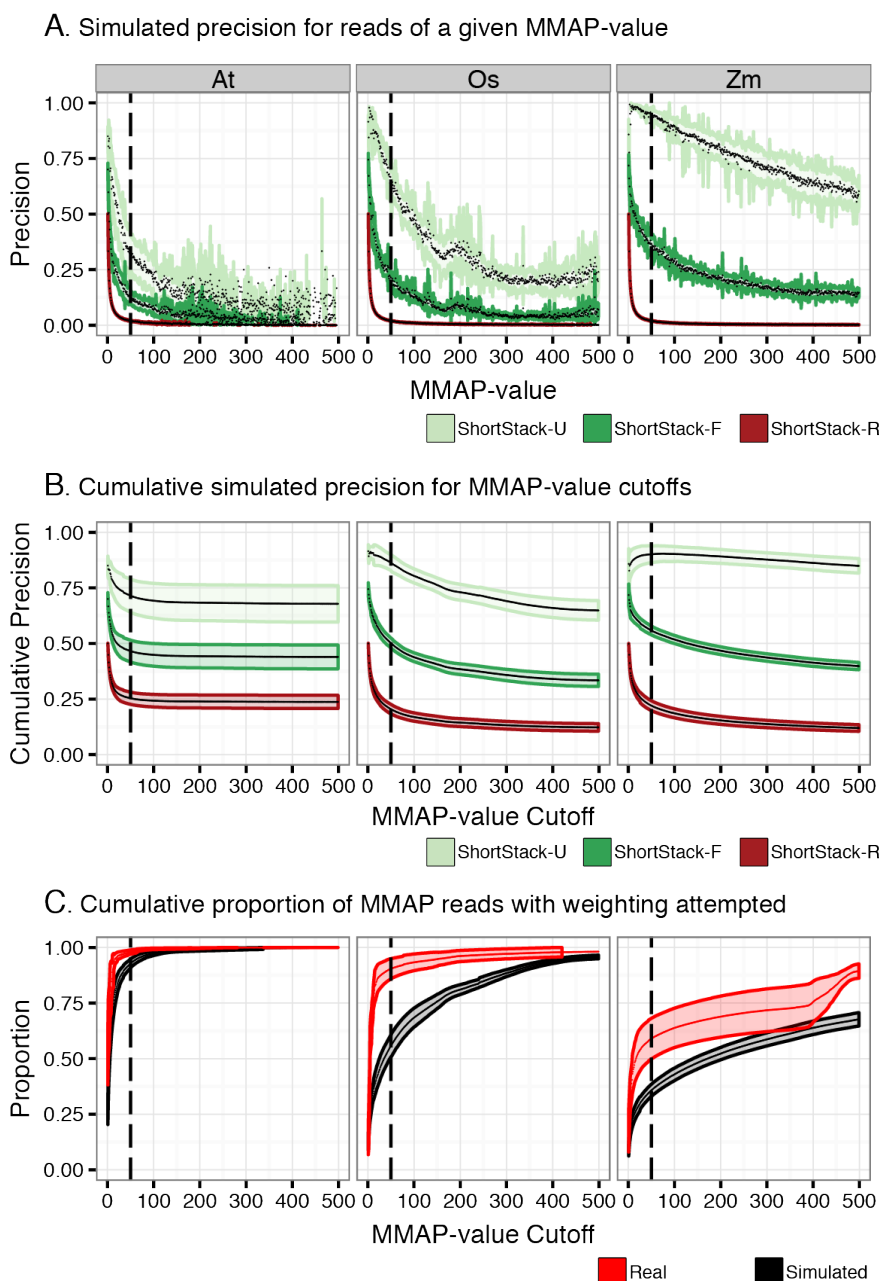 A. Simulated precision for reads of a given MMAP-value
At Os Zm
Precision
1.00
0.75
0.50
0.25
0.00
0 100 200 300 400 500 0 100 200 300 400 500 0 100 200 300 400 500
MMAP-value
ShortStack-U ShortStack-F ShortStack-R
B. Cumulative simulated precision for MMAP-value cutoffs
Cumulative Precision
1.00
0.75
0.50
0.25
0.00
0 100 200 300 400 500 0 100 200 300 400 500 0 100 200 300 400 500
MMAP-value Cutoff
ShortStack-U ShortStack-F ShortStack-R
C. Cumulative proportion of MMAP reads with weighting attempted
Proportion
1.00
0.75
0.50
0.25
0.00
0 100 200 300 400 500 0 100 200 300 400 500 0 100 200 300 400 500
MMAP-value Cutoff
Real Simulated